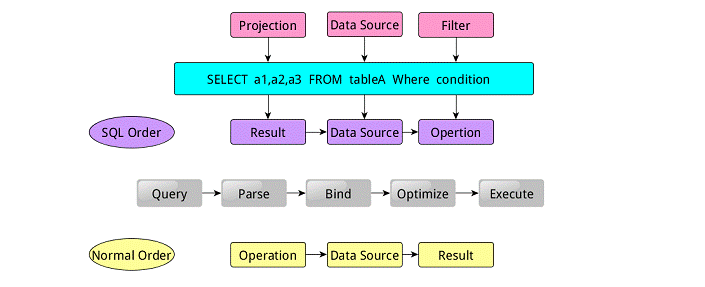 Projection Data Source Filter
SELECT a1,a2,a3 FROM tableA Where condition
SQL Order Result Data Source Opertion
Query Parse Bind Optimize Execute
Normal Order Operation Data Source Result